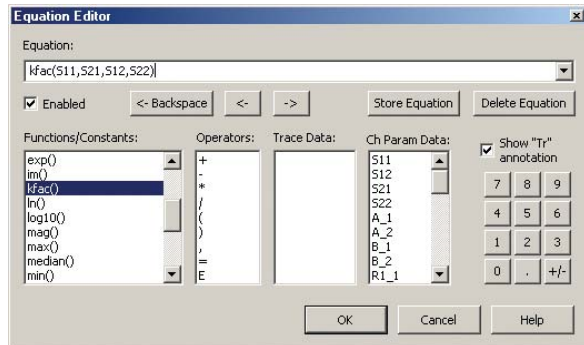 Equation Editor
Equation:
kfac(S11,S21,S12,S22)
Enabled
<- Backspace
<-
->
Store Equation
Delete Equation
Functions/Constants:
Operators:
Trace Data:
Ch Param Data:
Show "Tr"
annotation
exp()
im()
kfac()
ln()
log10()
mag()
max()
median()
min()
+
-
*
/
(
)
,
=
E
S11
S12
S21
S22
A_1
A_2
B_1
B_2
R1_1
7 8 9
4 5 6
1 2 3
0 . +/-
OK
Cancel
Help